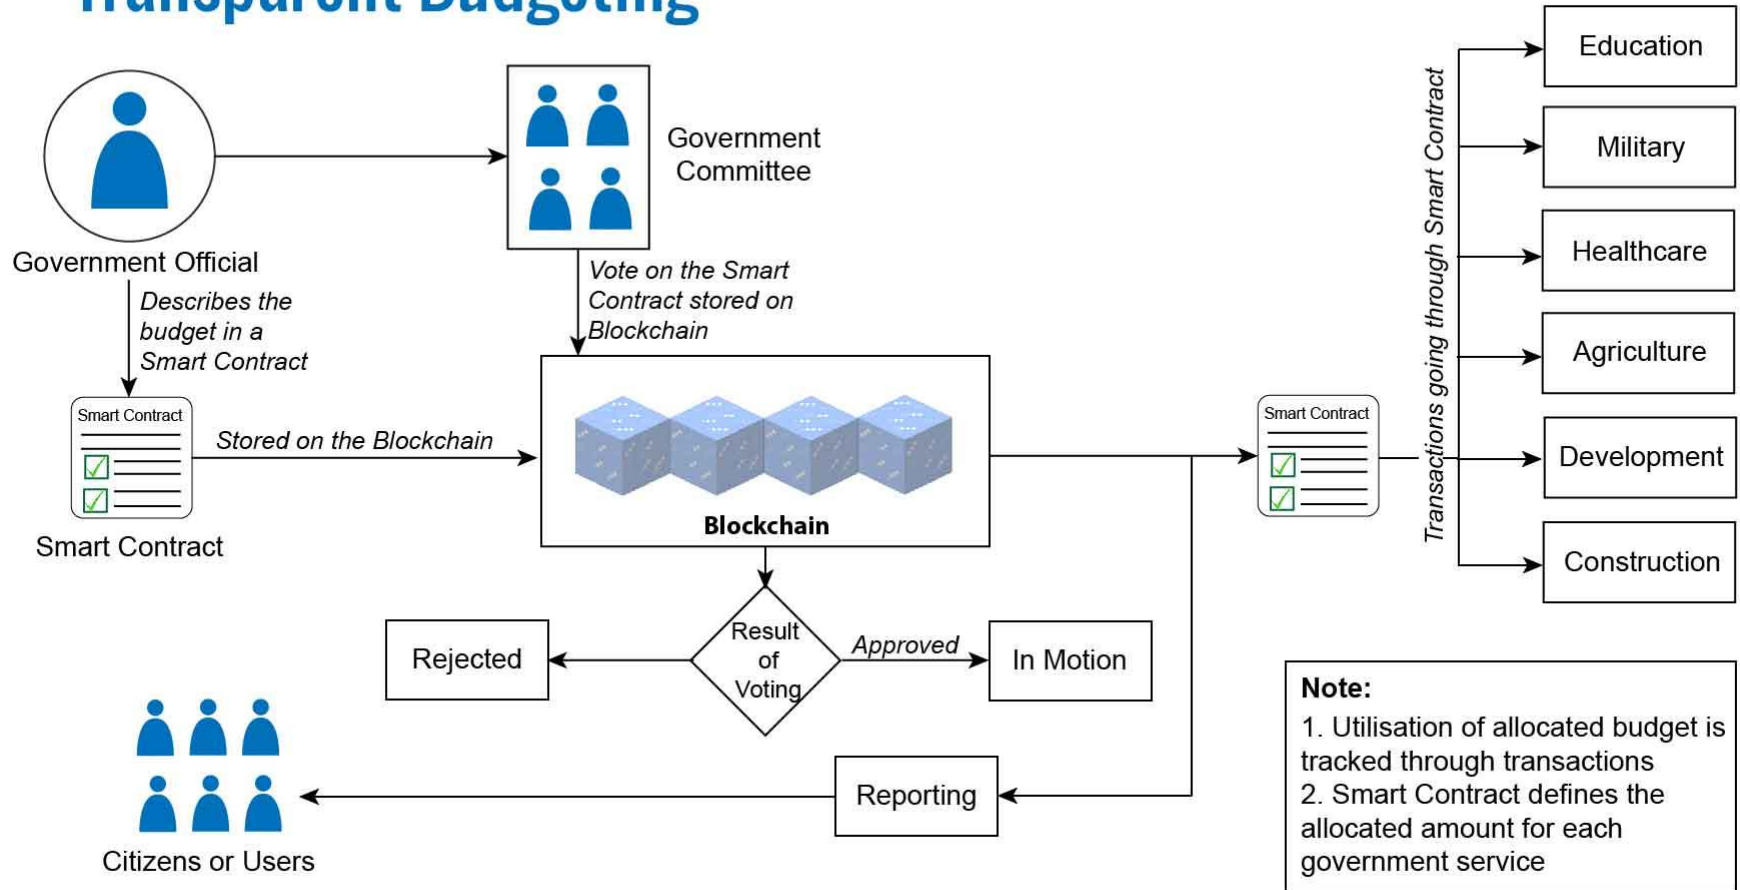 Transparent Budgeting
Government Official
Describes the
budget in a
Smart Contract
Smart Contract
Smart Contract
Stored on the Blockchain
Government
Committee
Vote on the Smart
Contract stored on
Blockchain
Blockchain
Result
of
Voting
Rejected
Approved
In Motion
Reporting
Citizens or Users
Smart Contract
Transactions going through Smart Contract
Education
Military
Healthcare
Agriculture
Development
Construction
Note:
1. Utilisation of allocated budget is
tracked through transactions
2. Smart Contract defines the
allocated amount for each
government service